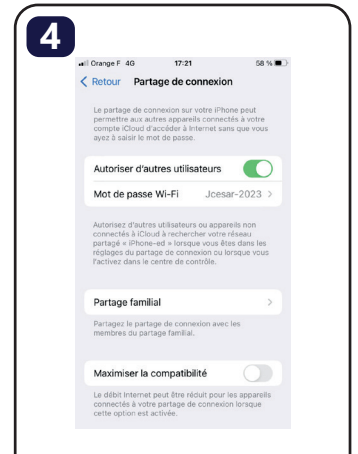 4
Orange F 4G 17:21 58 %
Retour Partage de connexion
Le partage de connexion sur votre iPhone peut
permettre aux autres appareils connectés à votre
compte iCloud d'accéder à Internet sans que vous
ayez à saisir le mot de passe.
Autoriser d'autres utilisateurs
Mot de passe Wi-Fi Jcesar-2023
Autorisez d'autres utilisateurs ou appareils non
connectés à iCloud à rechercher votre réseau
partagé « iPhone-ed » lorsque vous êtes dans les
réglages du partage de connexion ou lorsque vous
l'activez dans le centre de contrôle.
Partage familial
Partagez le partage de connexion avec les
membres du partage familial.
Maximiser la compatibilité
Le débit Internet peut être réduit pour les appareils
connectés à votre partage de connexion lorsque
cette option est activée.